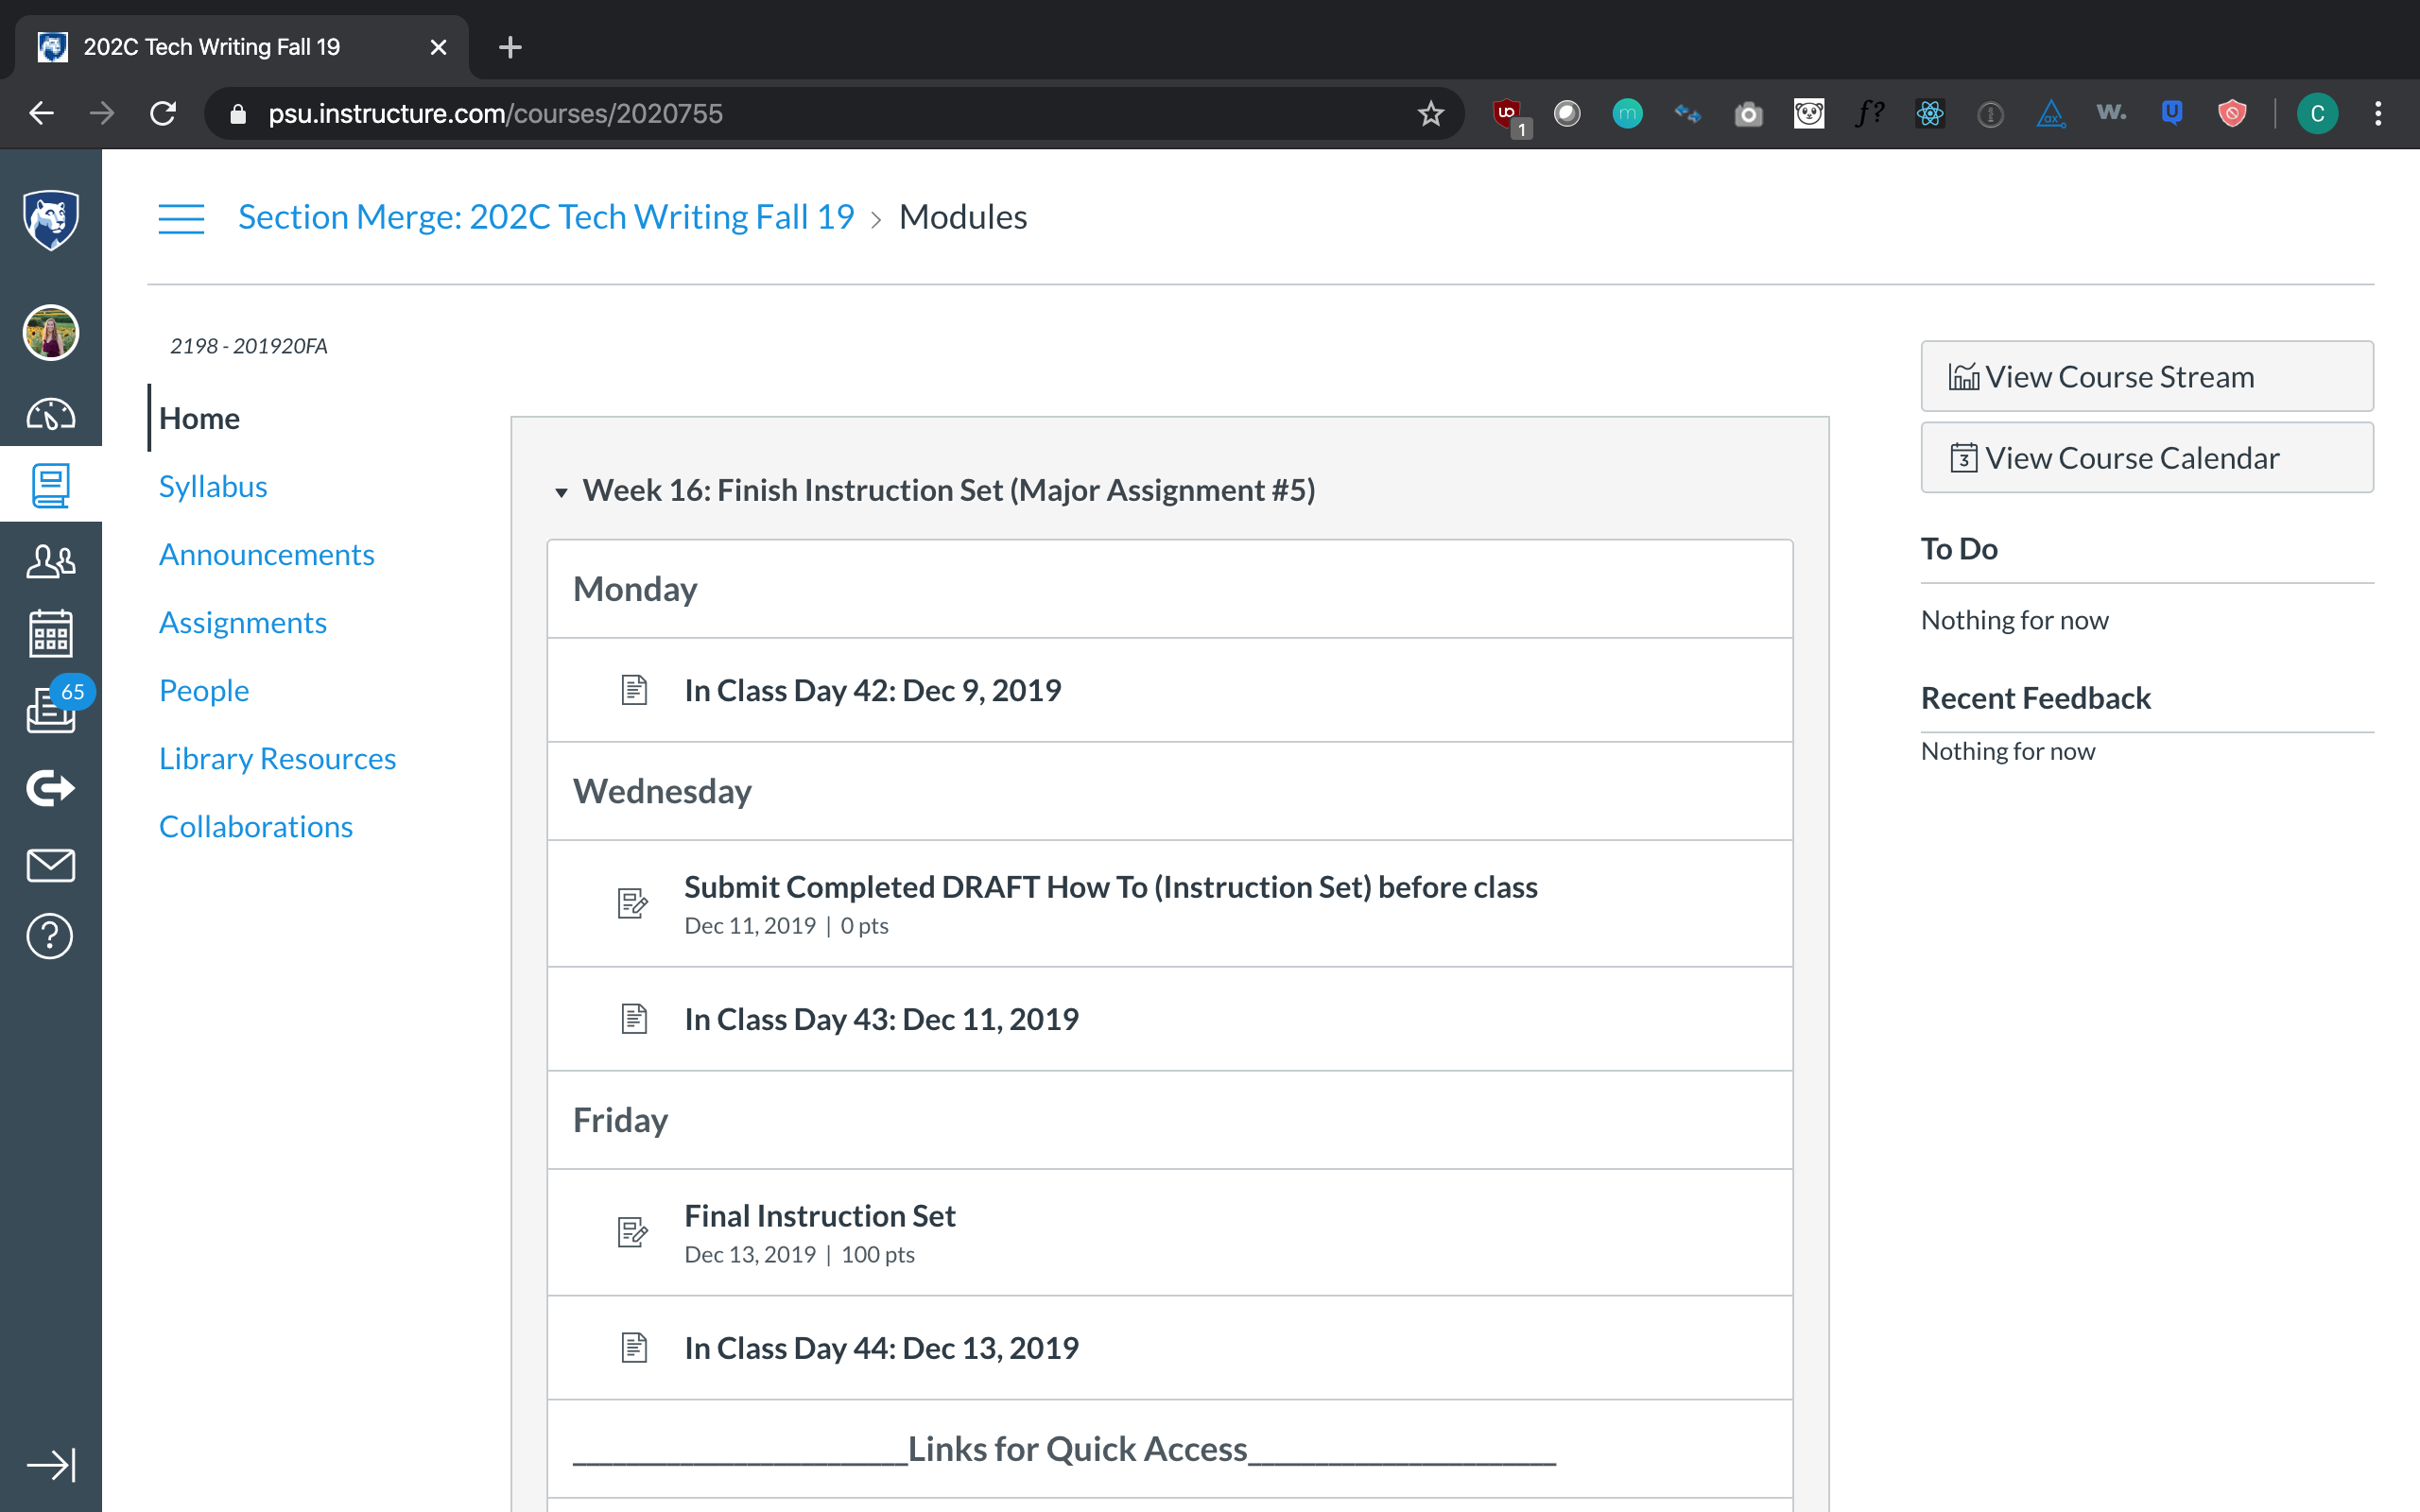 202C Tech Writing Fall 19
psu.instructure.com/courses/2020755
UO
1
m
f?
ax
w.
U
C
Section Merge: 202C Tech Writing Fall 19 > Modules
2198 - 201920FA
Home
Syllabus
Announcements
Assignments
People
Library Resources
Collaborations
65
?
Week 16: Finish Instruction Set (Major Assignment #5)
Monday
In Class Day 42: Dec 9, 2019
Wednesday
Submit Completed DRAFT How To (Instruction Set) before class
Dec 11, 2019 | 0 pts
In Class Day 43: Dec 11, 2019
Friday
Final Instruction Set
Dec 13, 2019 | 100 pts
In Class Day 44: Dec 13, 2019
________________________Links for Quick Access______________________
View Course Stream
3 View Course Calendar
To Do
Nothing for now
Recent Feedback
Nothing for now